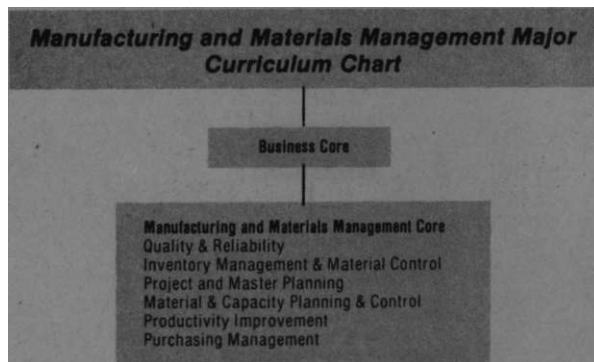 Manufacturing and Materials Management Major
Curriculum Chart
Business Core
Manufacturing and Materials Management Core
Quality & Reliability
Inventory Management & Material Control
Project and Master Planning
Material & Capacity Planning & Control
Productivity Improvement
Purchasing Management